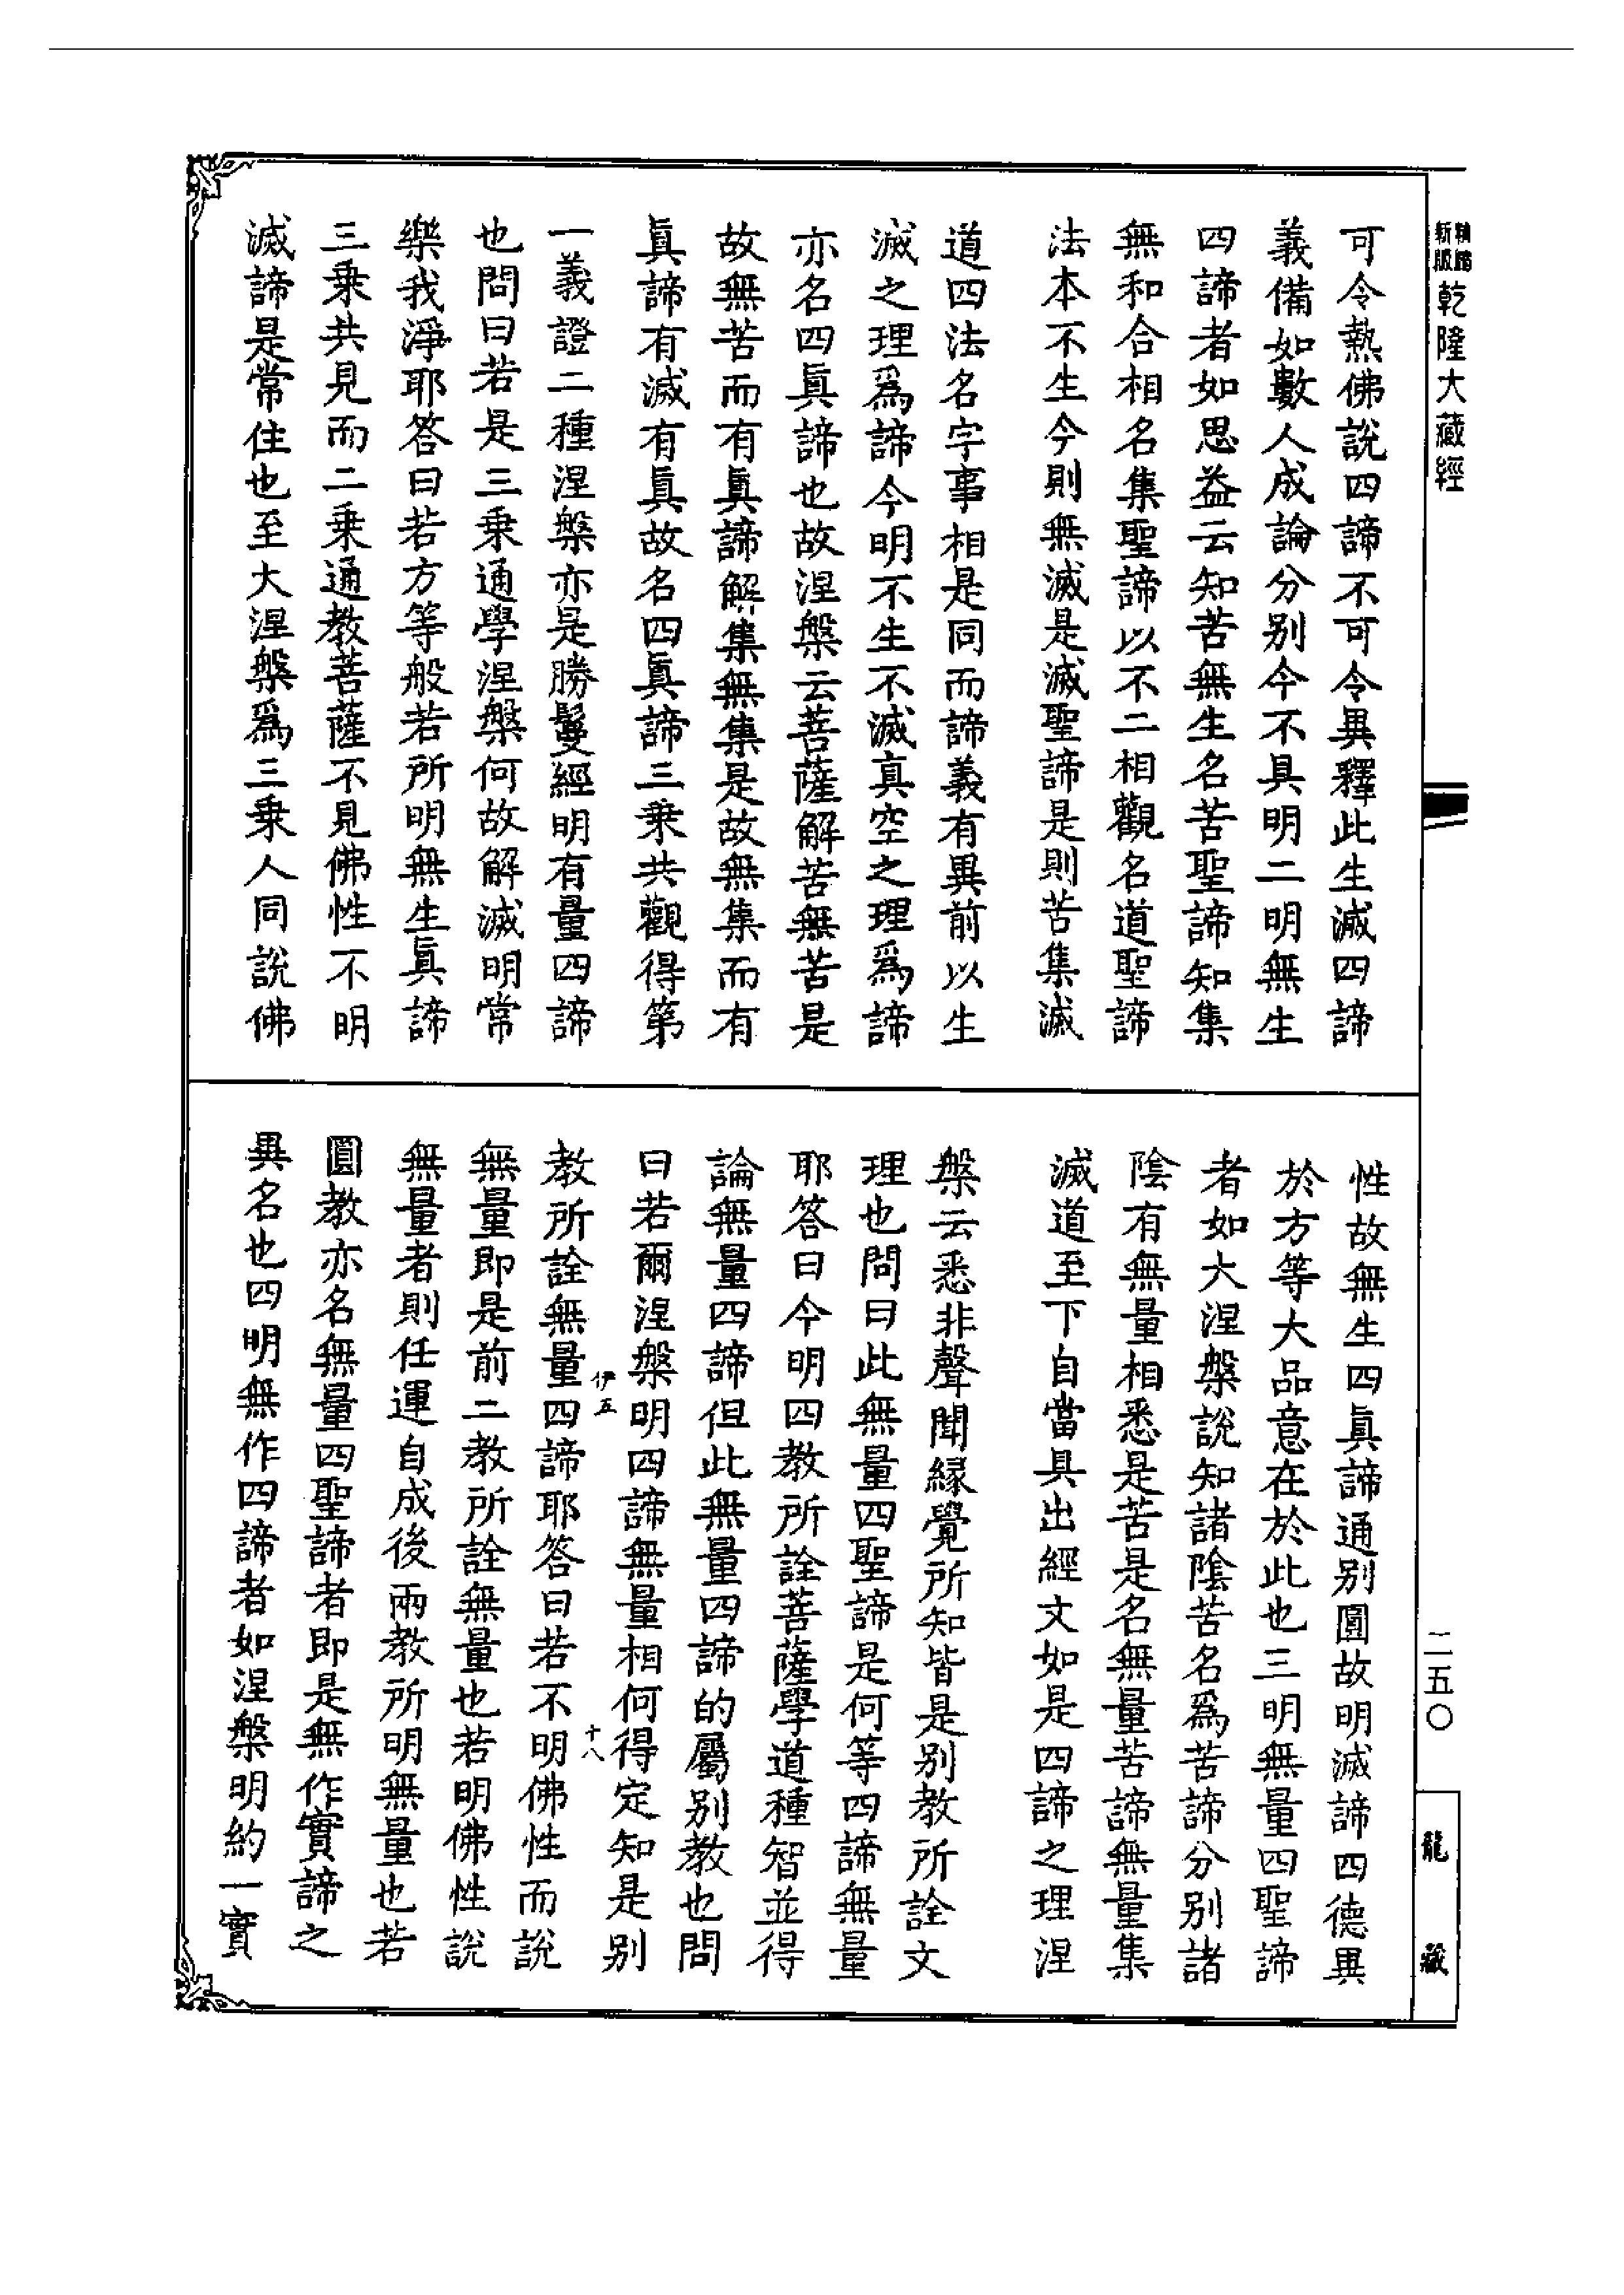 新版
精縮
乾隆大藏經
可令熱佛說四諦不可令異釋此生滅四諦
義備如數人成論分別今不具明二明無生
四諦者如思益云知苦無生名苦聖諦知集
無和合相名集聖諦以不二相觀名道聖諦
法本不生今則無滅是滅聖諦是則苦集滅
道四法名字事相是同而諦義有異前以生
滅之理爲諦今明不生不滅真空之理爲諦
亦名四眞諦也故涅槃云菩薩解苦無苦是
故無苦而有眞諦解集無集是故無集而有
眞諦有滅有眞故名四眞諦三乗共觀得第
一義證二種涅槃亦是勝鬘經明有量四諦
也問曰若是三乗通學涅槃何故解滅明常
樂我淨耶答曰若方等般若所明無生眞諦
三乗共見而二乗通教菩薩不見佛性不明
滅諦是常住也至大涅槃爲三乗人同說佛
性故無生四眞諦通別圓故明滅諦四德異
於方等大品意在於此也三明無量四聖諦
者如大涅槃說知諸陰苦名爲苦諦分別諸
陰有無量相悉是苦是名無量苦諦無量集
滅道至下自當具出經文如是四諦之理涅
槃云悉非聲聞緣覺所知皆是別教所詮文
理也問曰此無量四聖諦是何等四諦無量
耶答曰今明四教所詮菩薩學道種智並得
論無量四諦但此無量四諦的屬別教也問
曰若爾涅槃明四諦無量相何得定知是別
伊五
十八
教所詮無量四諦耶答曰若不明佛性而說
無量即是前二教所詮無量也若明佛性說
無量者則任運自成後兩教所明無量也若
圓教亦名無量四聖諦者即是無作實諦之
異名也四明無作四諦者如涅槃明約一實
二五〇
龍藏